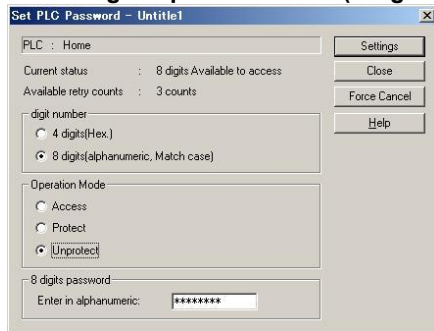 Set PLC Password - Untitle1
PLC : Home
Settings
Current status : 8 digits Available to access
Close
Available retry counts : 3 counts
Force Cancel
digit number
Help
4 digits(Hex.)
8 digits(alphanumeric, Match case)
Operation Mode
Access
Protect
Unprotect
8 digits password
Enter in alphanumeric: ********